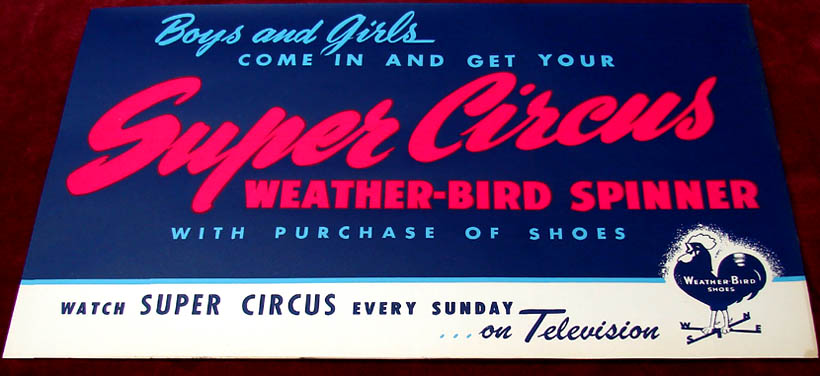 Boys and Girls
COME IN AND GET YOUR
Super Circus
WEATHER-BIRD SPINNER
WITH PURCHASE OF SHOES
WEATHER-BIRD
SHOES
WATCH SUPER CIRCUS EVERY SUNDAY
...on Television
W N
S E